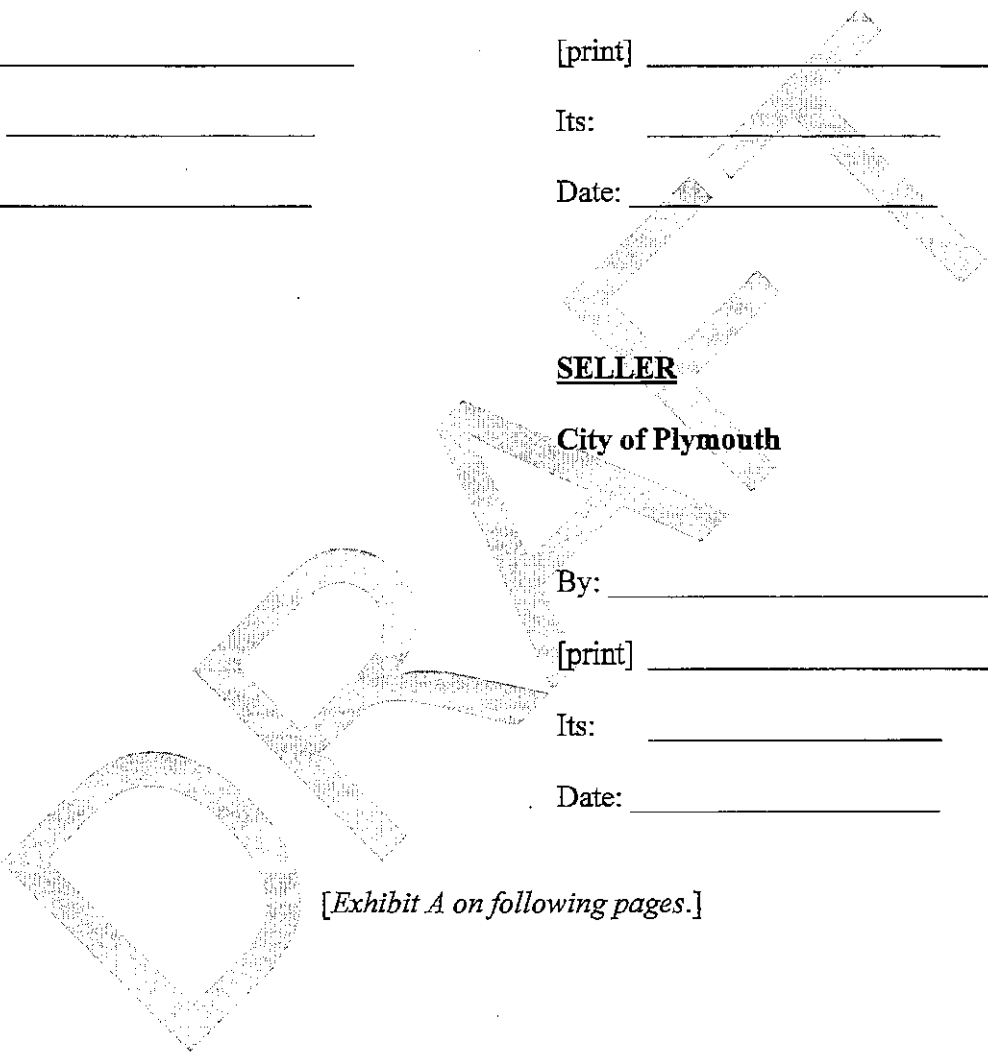 [print] 
Its: 
Date: 
SELLER
City of Plymouth
By: 
[print] 
Its: 
Date: 
[Exhibit A on following pages.]
DRAFT